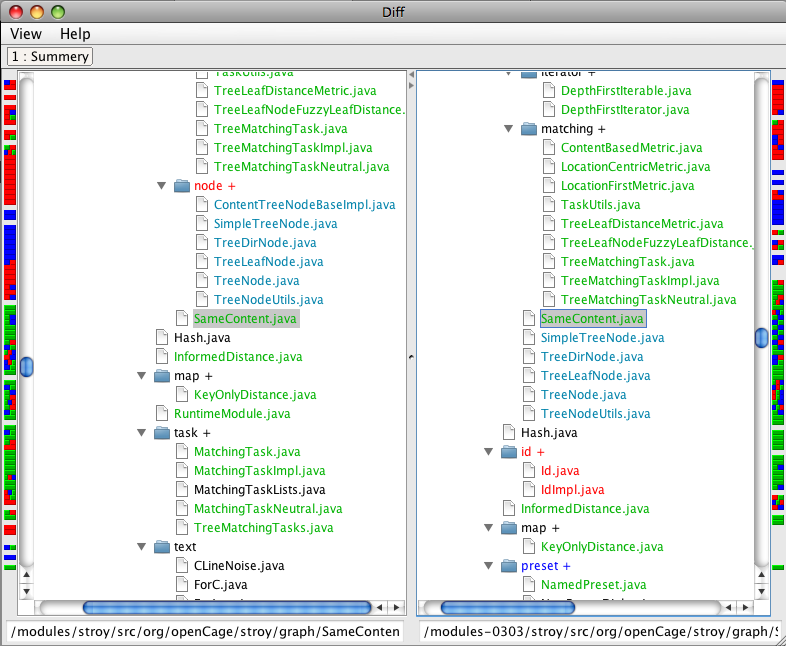 Diff
View Help
1 : Summery
TaskUtils.java
TreeLeafDistanceMetric.java
TreeLeafNodeFuzzyLeafDistance.
TreeMatchingTask.java
TreeMatchingTaskImpl.java
TreeMatchingTaskNeutral.java
node +
ContentTreeNodeBaseImpl.java
SimpleTreeNode.java
TreeDirNode.java
TreeLeafNode.java
TreeNode.java
TreeNodeUtils.java
SameContent.java
Hash.java
InformedDistance.java
map +
KeyOnlyDistance.java
RuntimeModule.java
task +
MatchingTask.java
MatchingTaskImpl.java
MatchingTaskLists.java
MatchingTaskNeutral.java
TreeMatchingTasks.java
text
CLineNoise.java
ForC.java
/modules/stroy/src/org/openCage/stroy/graph/SameConten
iterator +
DepthFirstIterable.java
DepthFirstIterator.java
matching +
ContentBasedMetric.java
LocationCentricMetric.java
LocationFirstMetric.java
TaskUtils.java
TreeLeafDistanceMetric.java
TreeLeafNodeFuzzyLeafDistance.
TreeMatchingTask.java
TreeMatchingTaskImpl.java
TreeMatchingTaskNeutral.java
SameContent.java
SimpleTreeNode.java
TreeDirNode.java
TreeLeafNode.java
TreeNode.java
TreeNodeUtils.java
Hash.java
id +
Id.java
IdImpl.java
InformedDistance.java
map +
KeyOnlyDistance.java
preset +
NamedPreset.java
/modules-0303/stroy/src/org/openCage/stroy/graph/S